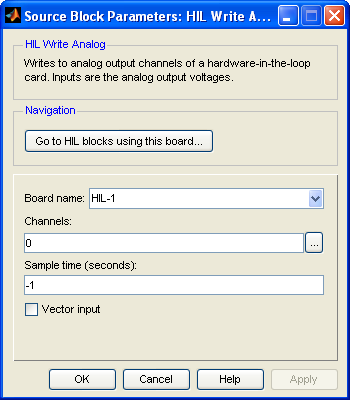 Source Block Parameters: HIL Write A...
HIL Write Analog
Writes to analog output channels of a hardware-in-the-loop
card. Inputs are the analog output voltages.
Navigation
Go to HIL blocks using this board...
Board name: HIL-1
Channels:
0
...
Sample time (seconds):
-1
Vector input
OK Cancel Help Apply